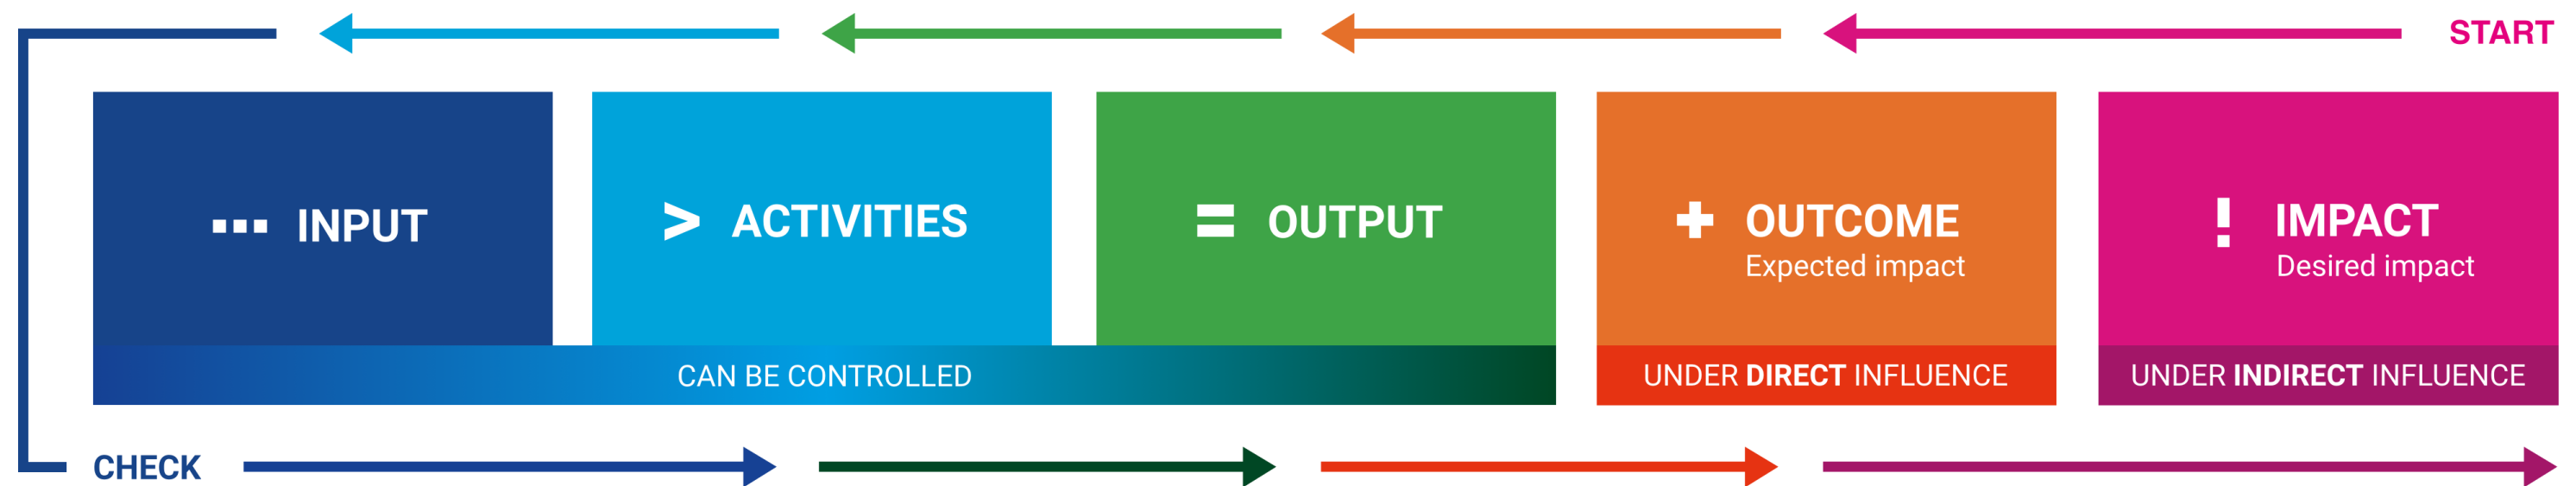 START
... INPUT
> ACTIVITIES
= OUTPUT
+ OUTCOME
Expected impact
! IMPACT
Desired impact
CAN BE CONTROLLED
UNDER DIRECT INFLUENCE
UNDER INDIRECT INFLUENCE
CHECK